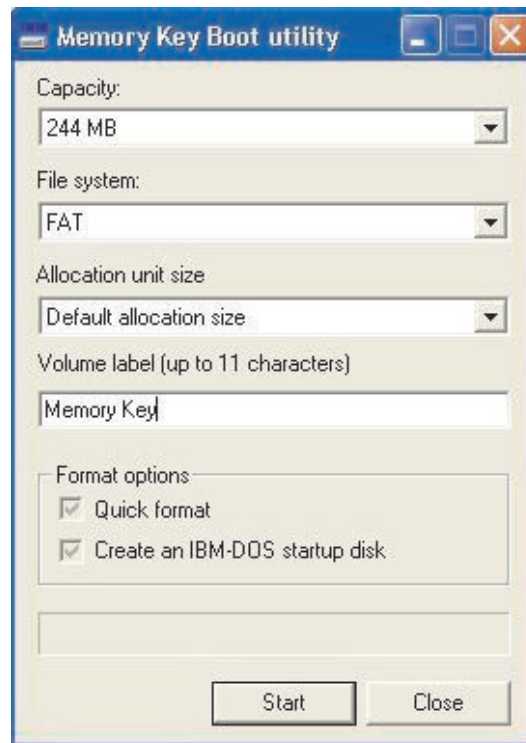 Memory Key Boot utility
Capacity:
244 MB
File system:
FAT
Allocation unit size
Default allocation size
Volume label (up to 11 characters)
Memory Key
Format options
Quick format
Create an IBM-DOS startup disk
Start Close